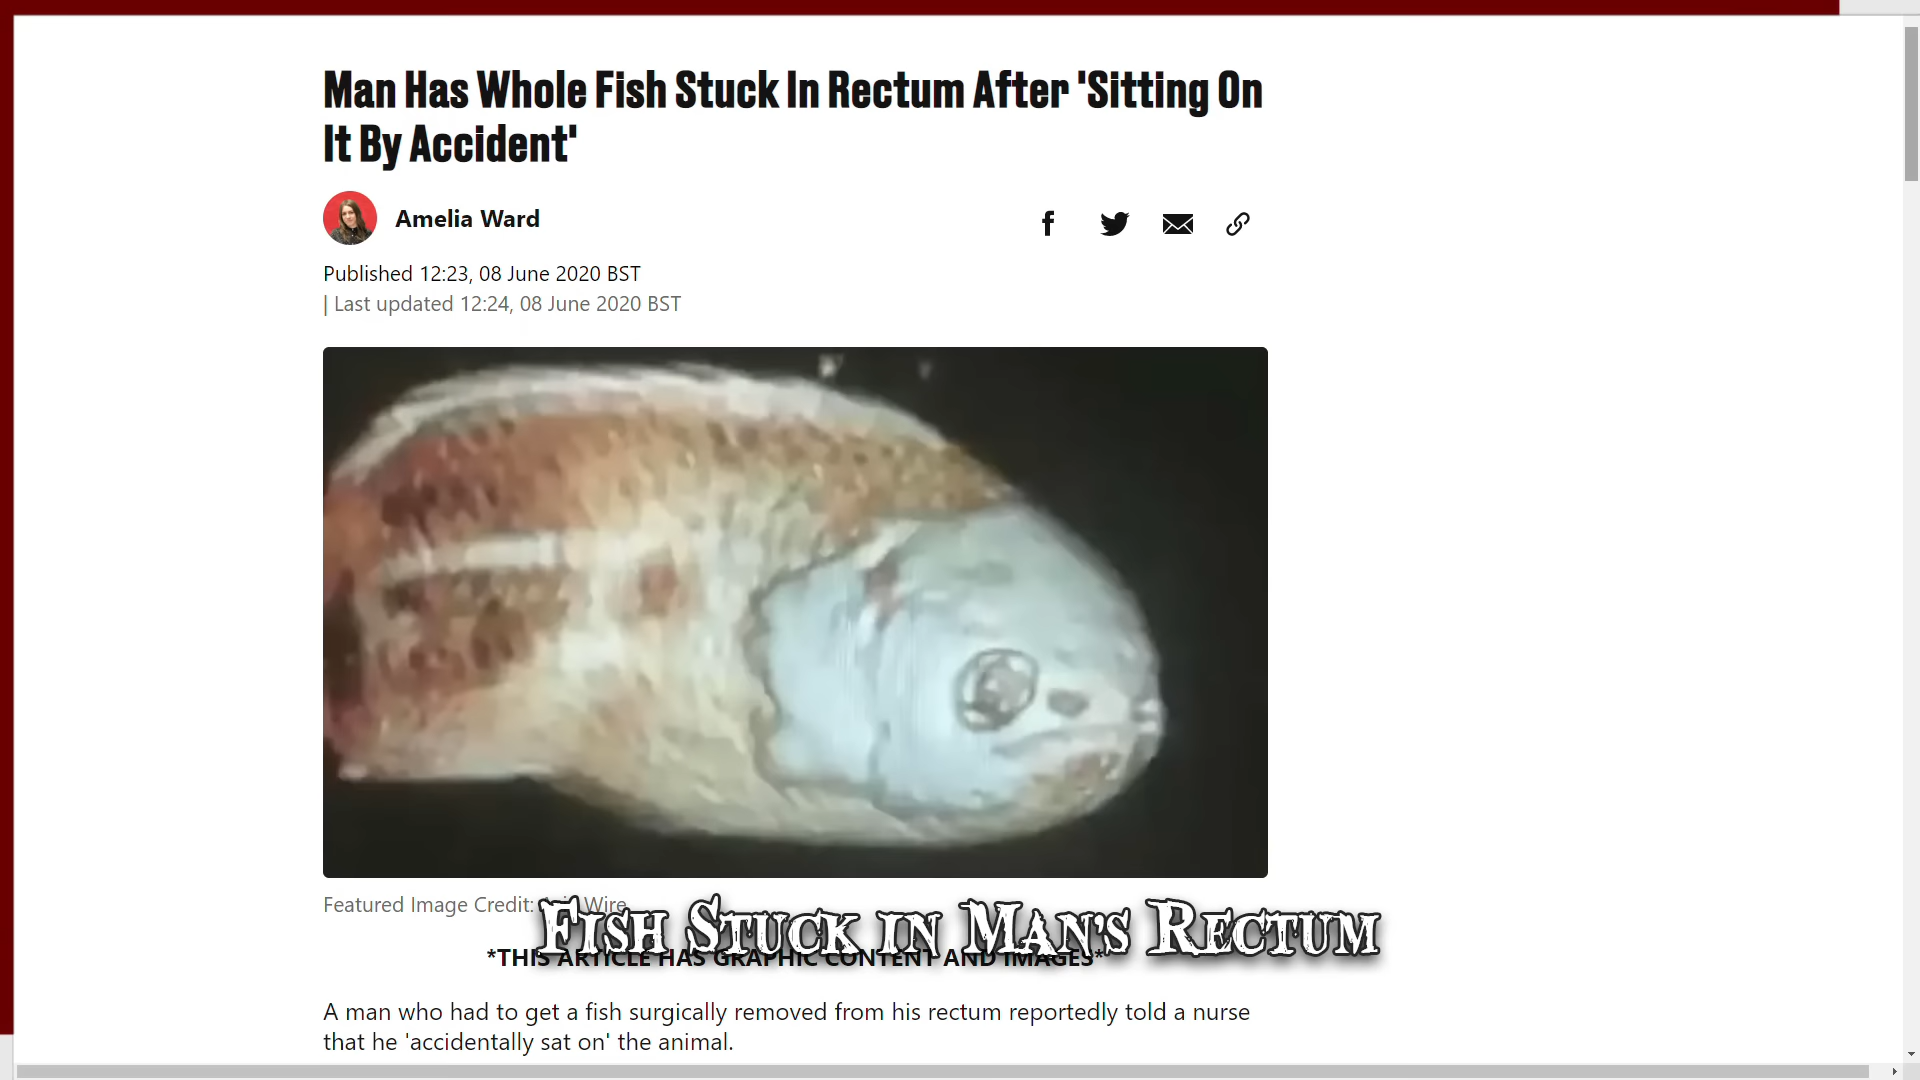 Man Has Whole Fish Stuck In Rectum After 'Sitting On
It By Accident'
Amelia Ward
Published 12:23, 08 June 2020 BST
| Last updated 12:24, 08 June 2020 BST
Featured Image Credit: Wire
Fish Stuck in Man's Rectum
*THIS ARTICLE HAS GRAPHIC CONTENT AND IMAGES*
A man who had to get a fish surgically removed from his rectum reportedly told a nurse
that he 'accidentally sat on' the animal.